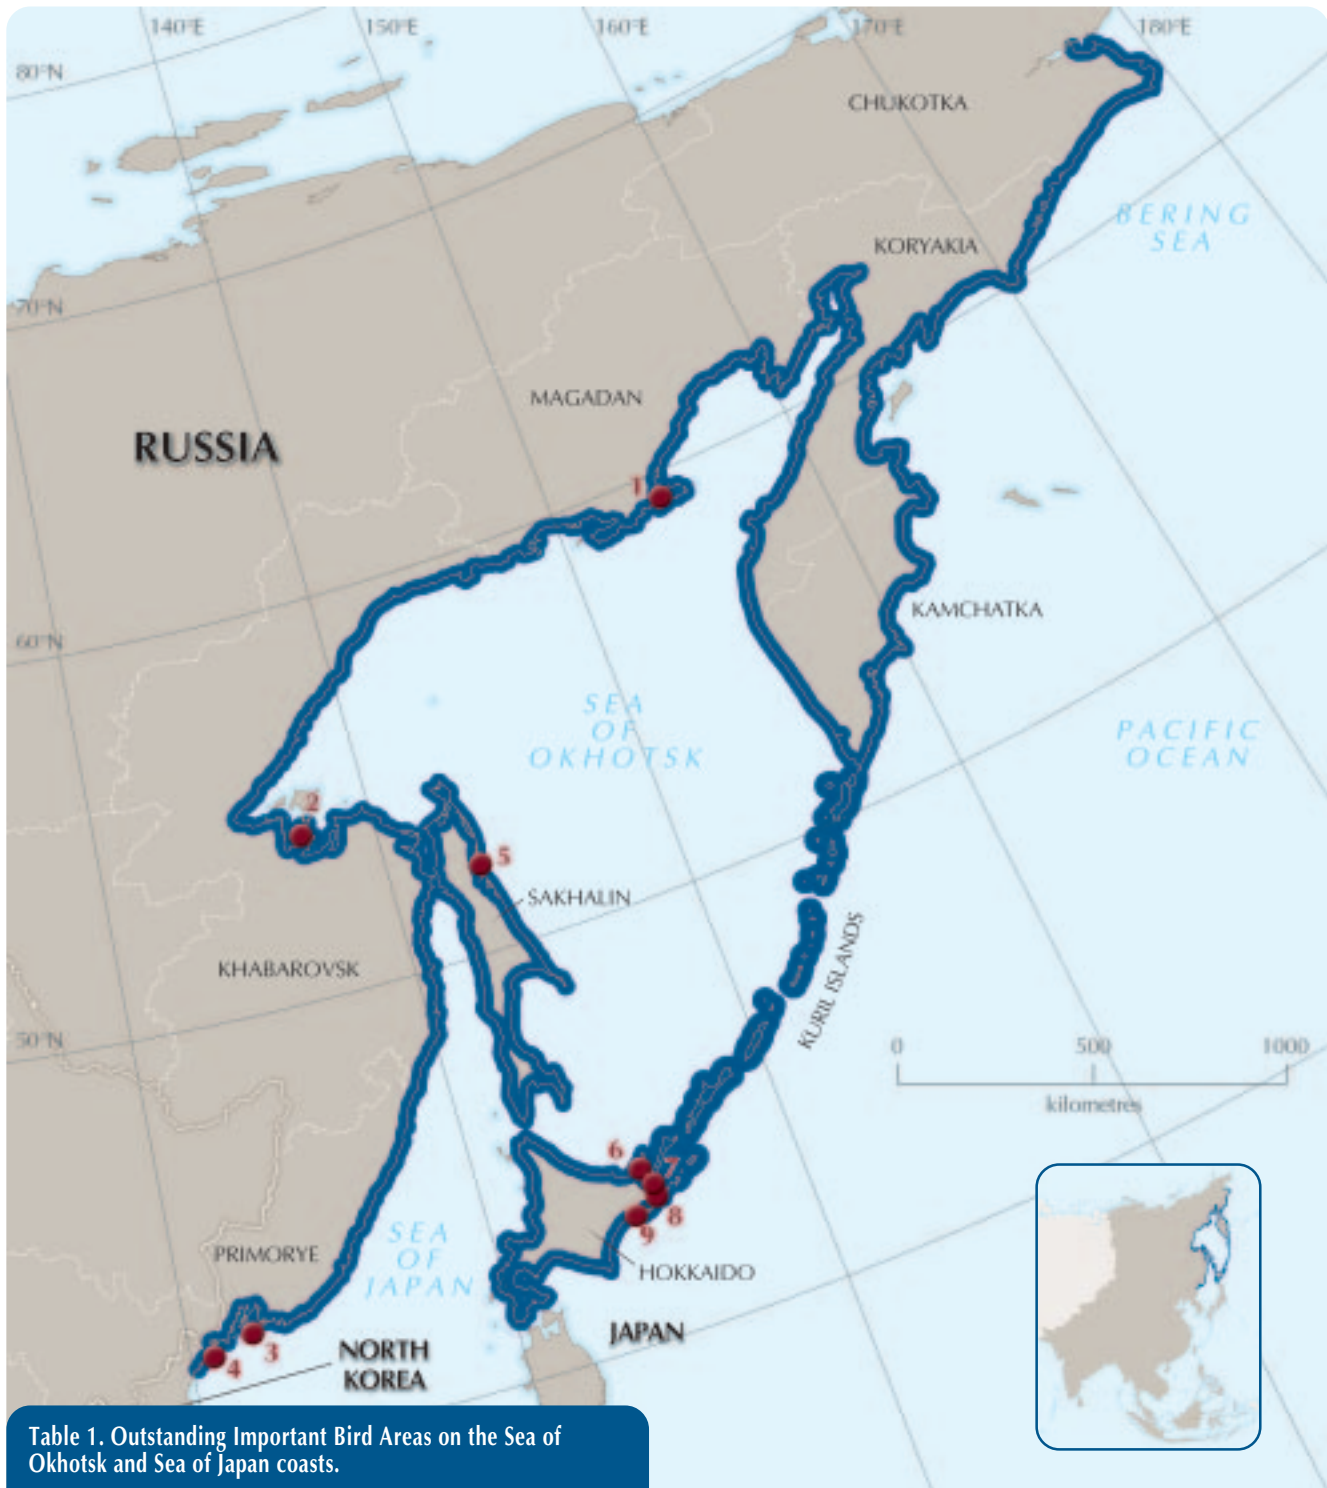 140°E
150°E
160°E
170°E
180°E
80°N
CHUKOTKA
BERING
SEA
KORYAKIA
70°N
MAGADAN
RUSSIA
1
KAMCHATKA
60°N
SEA
OF
OKHOTSK
PACIFIC
OCEAN
2
5
SAKHALIN
KHABAROVSK
KURIL ISLANDS
50°N
0
500
1000
kilometres
6
7
8
9
SEA
OF
JAPAN
PRIMORYE
HOKKAIDO
JAPAN
3
4
NORTH
KOREA
Table 1. Outstanding Important Bird Areas on the Sea of
Okhotsk and Sea of Japan coasts.